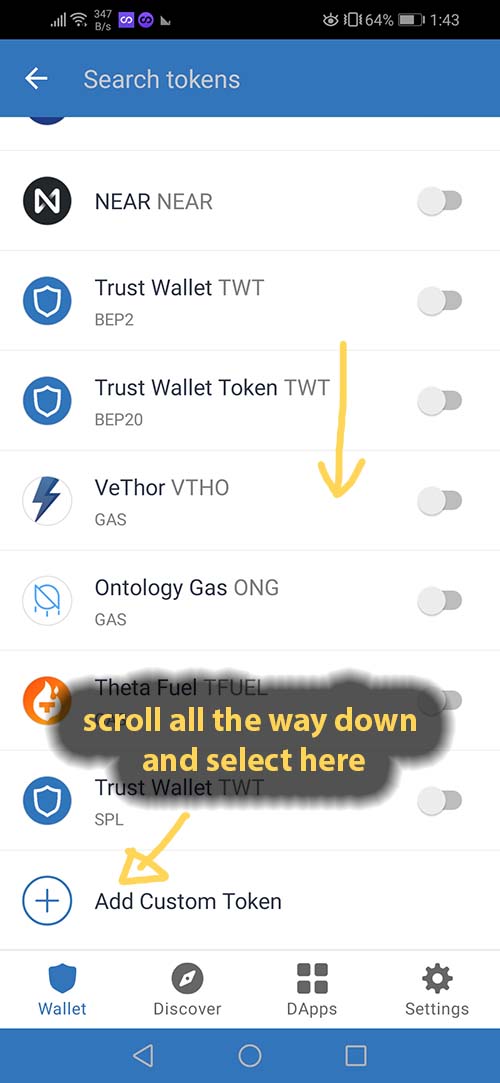 347
B/s
64%
1:43
Search tokens
NEAR NEAR
Trust Wallet TWT
BEP2
Trust Wallet Token TWT
BEP20
VeThor VTHO
GAS
Ontology Gas ONG
GAS
Theta Fuel TFUEL
scroll all the way down
and select here
Trust Wallet TWT
SPL
Add Custom Token
Wallet
Discover
DApps
Settings